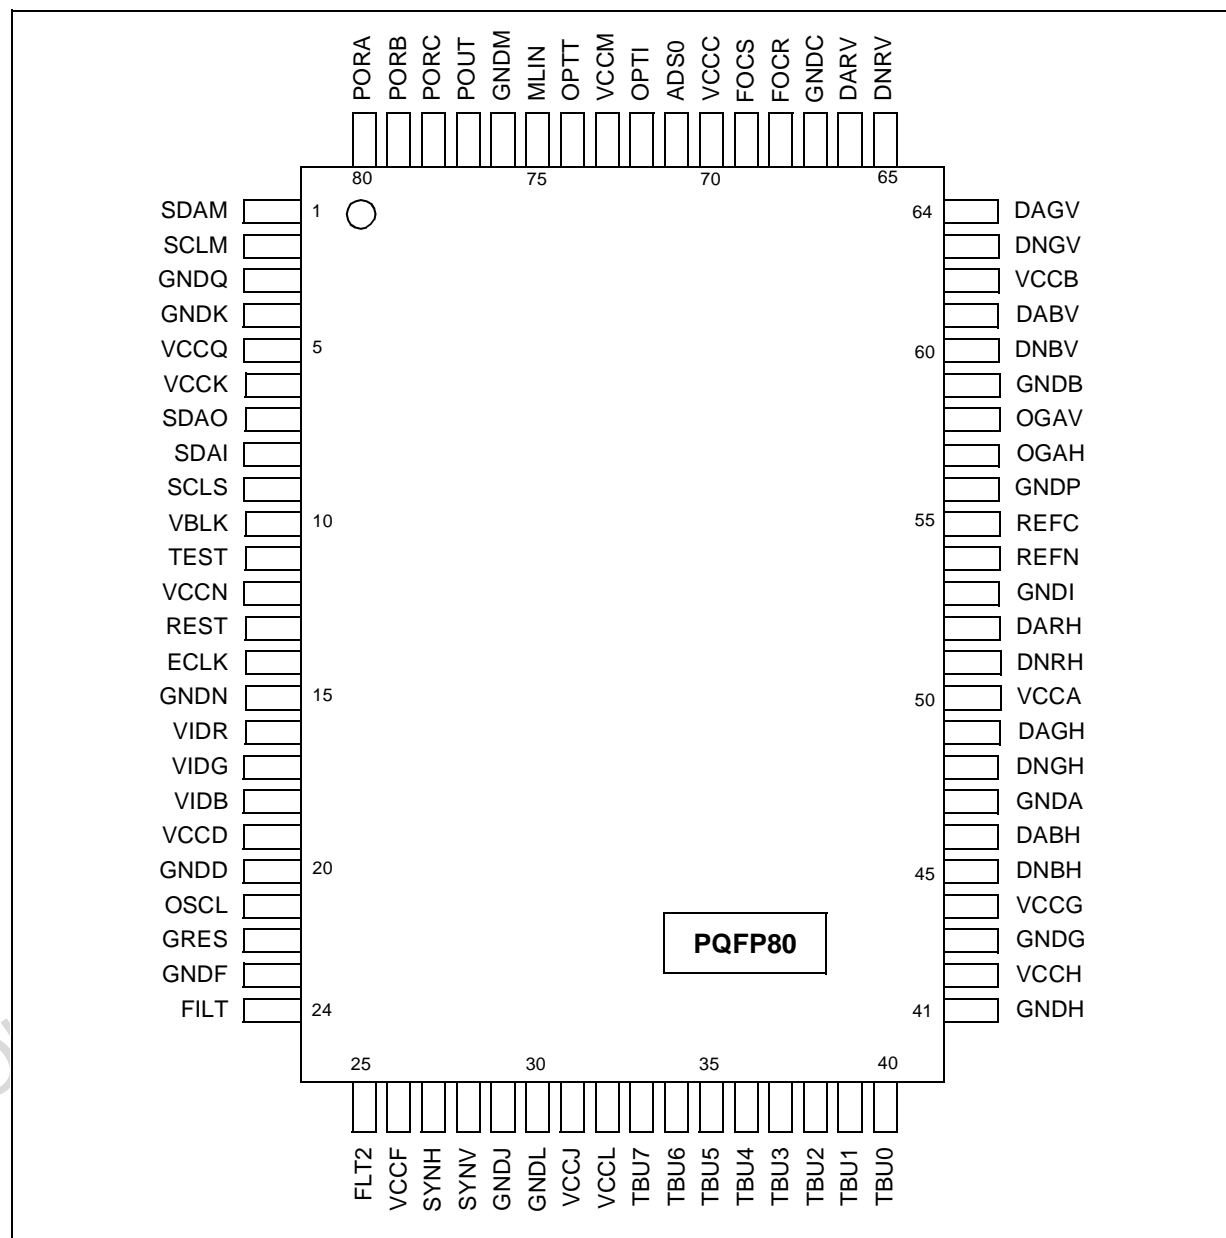 PORA PORB PORC POUT GNDM MLIN OPTT VCCM OPTI ADS0 VCCC FOCS FOCR GNDC DARV DNRV
80 75 70 65
SDAM 1 64 DAGV
SCLM DNGV
GNDQ VCCB
GNDK DABV
VCCQ 5 60 DNBV
VCCK GNDB
SDAO OGAV
SDAI OGAH
SCLS GNDP
VBLK 10 55 REFC
TEST REFN
VCCN GNDI
REST DARH
ECLK DNRH
GNDN 15 50 VCCA
VIDR DAGH
VIDG DNGH
VIDB GNDA
VCCD DABH
GNDD 20 45 DNBH
OSCL VCCG
GRES PQFP80 GNDG
GNDF VCCH
FILT 24 41 GNDH
25 30 35 40
FLT2 VCCF SYNH SYNV GNDJ GNDL VCCJ VCCL TBU7 TBU6 TBU5 TBU4 TBU3 TBU2 TBU1 TBU0